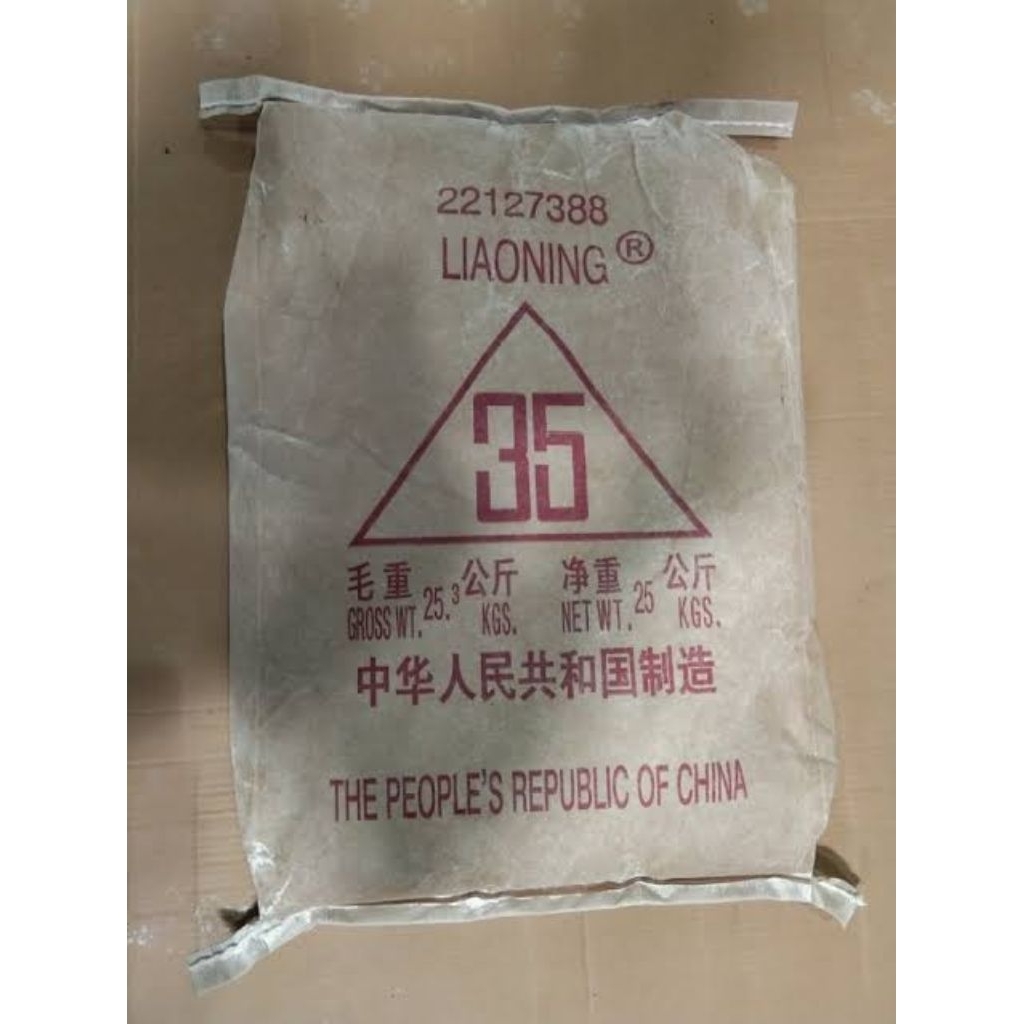 22127388
LIAONING ®
35
毛重 25.3 公斤 净重 25 公斤
GROSS WT. KGS. NET WT. KGS.
中华人民共和国制造
THE PEOPLE'S REPUBLIC OF CHINA